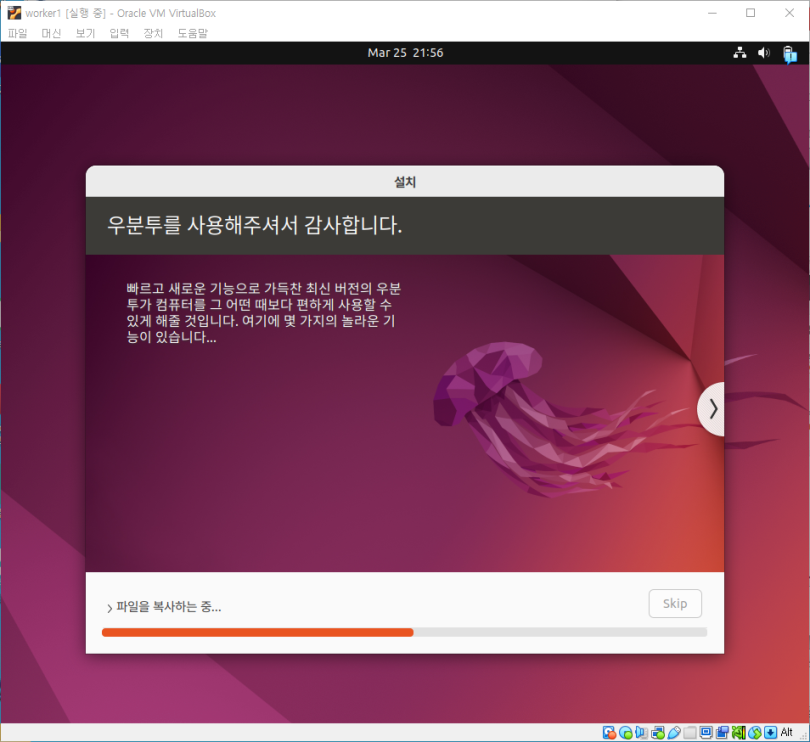 worker1 [실행 중] - Oracle VM VirtualBox
파일 머신 보기 입력 장치 도움말
Mar 25 21:56
설치
우분투를 사용해주셔서 감사합니다.
빠르고 새로운 기능으로 가득찬 최신 버전의 우분
투가 컴퓨터를 그 어떤 때보다 편하게 사용할 수
있게 해줄 것입니다. 여기에 몇 가지의 놀라운 기
능이 있습니다...
파일을 복사하는 중...
Skip
Alt